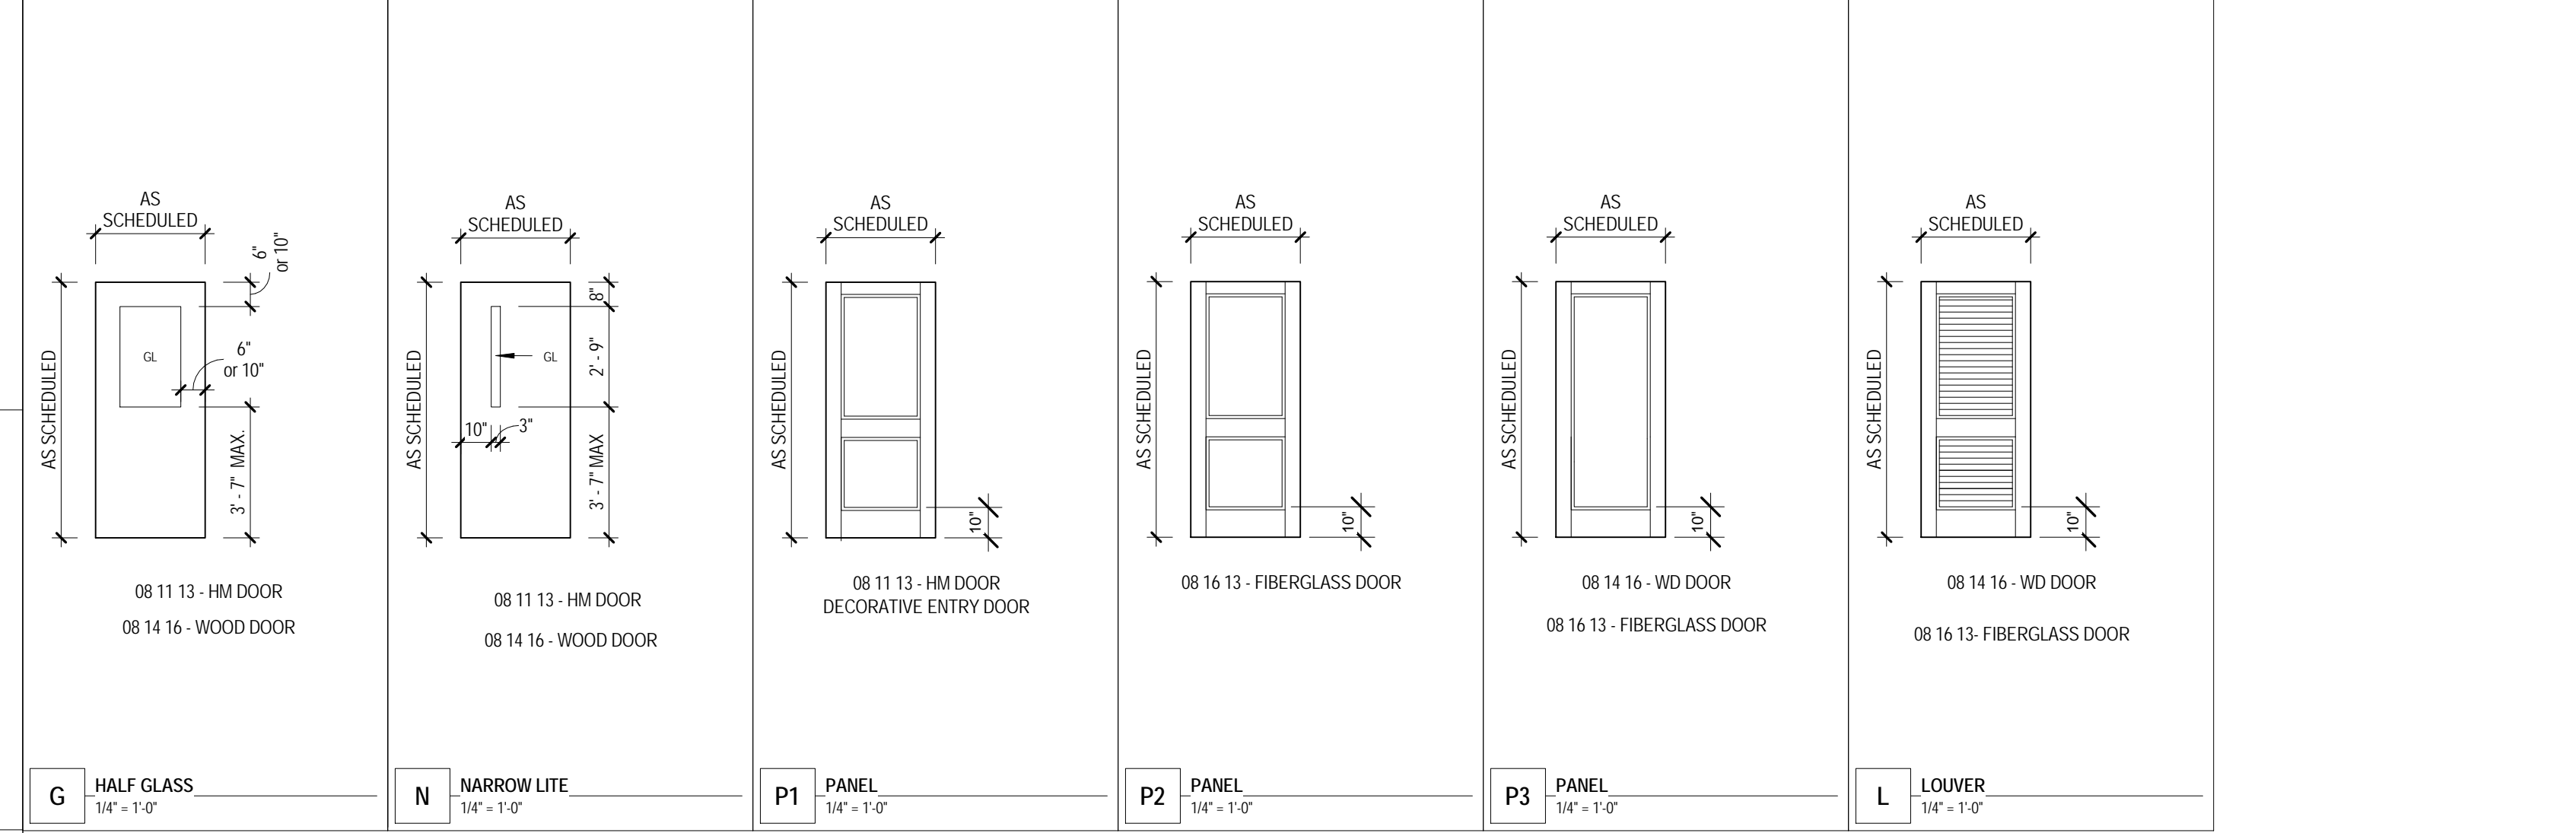 AS
SCHEDULED
6"
or 10"
AS SCHEDULED
GL
6"
or 10"
3' - 7" MAX.
08 11 13 - HM DOOR
08 14 16 - WOOD DOOR
G
HALF GLASS
1/4" = 1'-0"
AS
SCHEDULED
8"
AS SCHEDULED
GL
2' - 9"
10"
3"
3' - 7" MAX
08 11 13 - HM DOOR
08 14 16 - WOOD DOOR
N
NARROW LITE
1/4" = 1'-0"
AS
SCHEDULED
AS SCHEDULED
10"
08 11 13 - HM DOOR
DECORATIVE ENTRY DOOR
P1
PANEL
1/4" = 1'-0"
AS
SCHEDULED
AS SCHEDULED
10"
08 16 13 - FIBERGLASS DOOR
P2
PANEL
1/4" = 1'-0"
AS
SCHEDULED
AS SCHEDULED
10"
08 14 16 - WD DOOR
08 16 13 - FIBERGLASS DOOR
P3
PANEL
1/4" = 1'-0"
AS
SCHEDULED
AS SCHEDULED
10"
08 14 16 - WD DOOR
08 16 13- FIBERGLASS DOOR
L
LOUVER
1/4" = 1'-0"